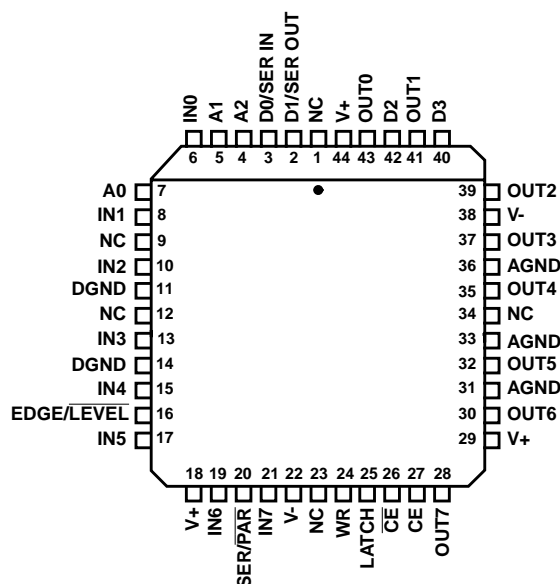 IN0 A1 A2 D0/SER IN D1/SER OUT NC V+ OUT0 D2 OUT1 D3
6 5 4 3 2 1 44 43 42 41 40
A0 7 39 OUT2
IN1 8 38 V-
NC 9 37 OUT3
IN2 10 36 AGND
DGND 11 35 OUT4
NC 12 34 NC
IN3 13 33 AGND
DGND 14 32 OUT5
IN4 15 31 AGND
EDGE/LEVEL 16 30 OUT6
IN5 17 29 V+
18 19 20 21 22 23 24 25 26 27 28
V+ IN6 SER/PAR IN7 V- NC WR LATCH CE CE OUT7